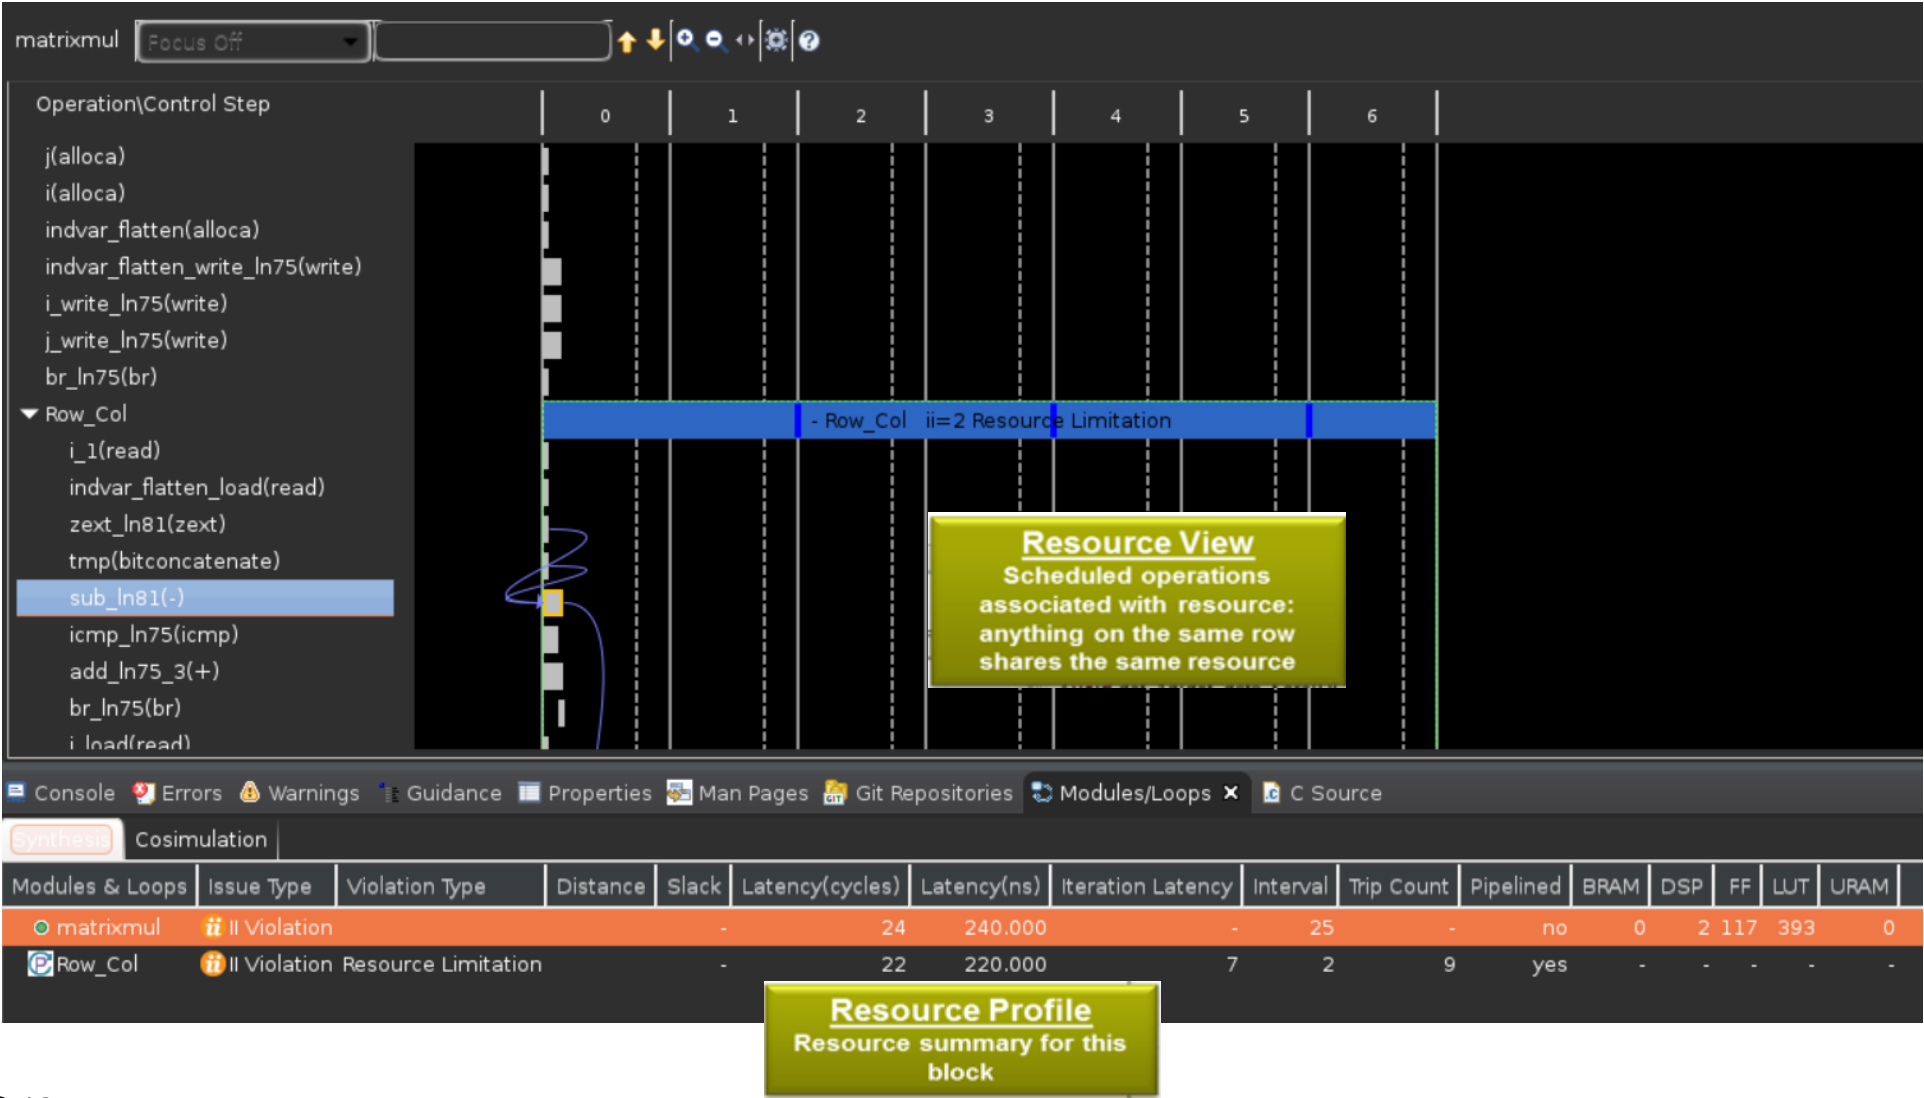 matrixmul Focus Off
Operation\Control Step 0 1 2 3 4 5 6
j(alloca)
i(alloca)
indvar_flatten(alloca)
indvar_flatten_write_ln75(write)
i_write_ln75(write)
j_write_ln75(write)
br_ln75(br)
Row_Col
- Row_Col ii=2 Resource Limitation
i_1(read)
indvar_flatten_load(read)
zext_ln81(zext)
tmp(bitconcatenate)
sub_ln81(-)
icmp_ln75(icmp)
add_ln75_3(+)
br_ln75(br)
Resource View
Scheduled operations
associated with resource:
anything on the same row
shares the same resource
Console Errors Warnings Guidance Properties Man Pages Git Repositories Modules/Loops C Source
Synthesis Cosimulation
Modules & Loops Issue Type Violation Type Distance Slack Latency(cycles) Latency(ns) Iteration Latency Interval Trip Count Pipelined BRAM DSP FF LUT URAM
matrixmul II Violation - 24 240.000 - 25 - no 0 2 117 393 0
Row_Col II Violation Resource Limitation - 22 220.000 7 2 9 yes - - - - -
Resource Profile
Resource summary for this
block